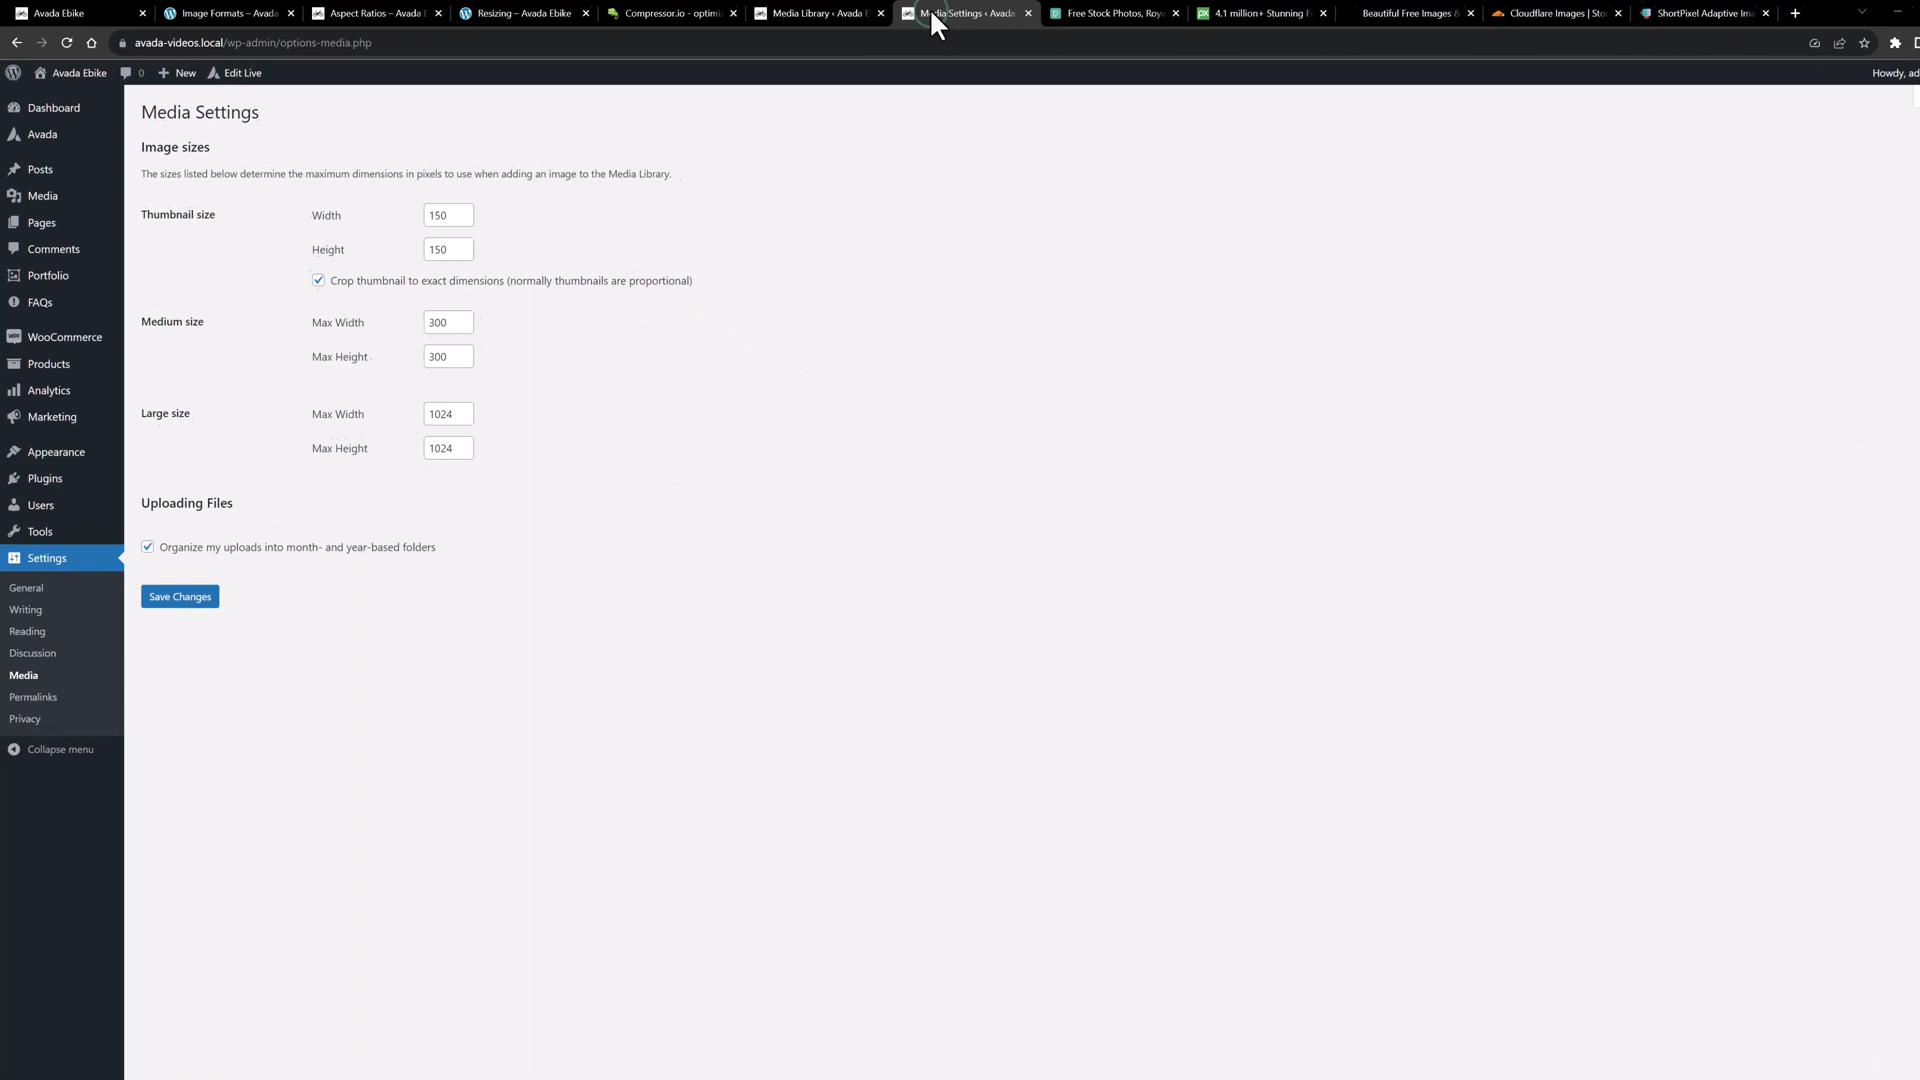 Avada Ebike
Image Formats – Avada
Aspect Ratios – Avada E
Resizing – Avada Ebike
Compressor.io - optimi
Media Library ‹ Avada E
Media Settings ‹ Avada
Free Stock Photos, Roya
4.1 million+ Stunning F
Beautiful Free Images &
Cloudflare Images | Sto
ShortPixel Adaptive Ima
avada-videos.local/wp-admin/options-media.php
Avada Ebike
0
New
Edit Live
Howdy, ad
Dashboard
Avada
Posts
Media
Pages
Comments
Portfolio
FAQs
WooCommerce
Products
Analytics
Marketing
Appearance
Plugins
Users
Tools
Settings
General
Writing
Reading
Discussion
Media
Permalinks
Privacy
Collapse menu
Media Settings
Image sizes
The sizes listed below determine the maximum dimensions in pixels to use when adding an image to the Media Library.
Thumbnail size
Width 150
Height 150
Crop thumbnail to exact dimensions (normally thumbnails are proportional)
Medium size
Max Width 300
Max Height 300
Large size
Max Width 1024
Max Height 1024
Uploading Files
Organize my uploads into month- and year-based folders
Save Changes